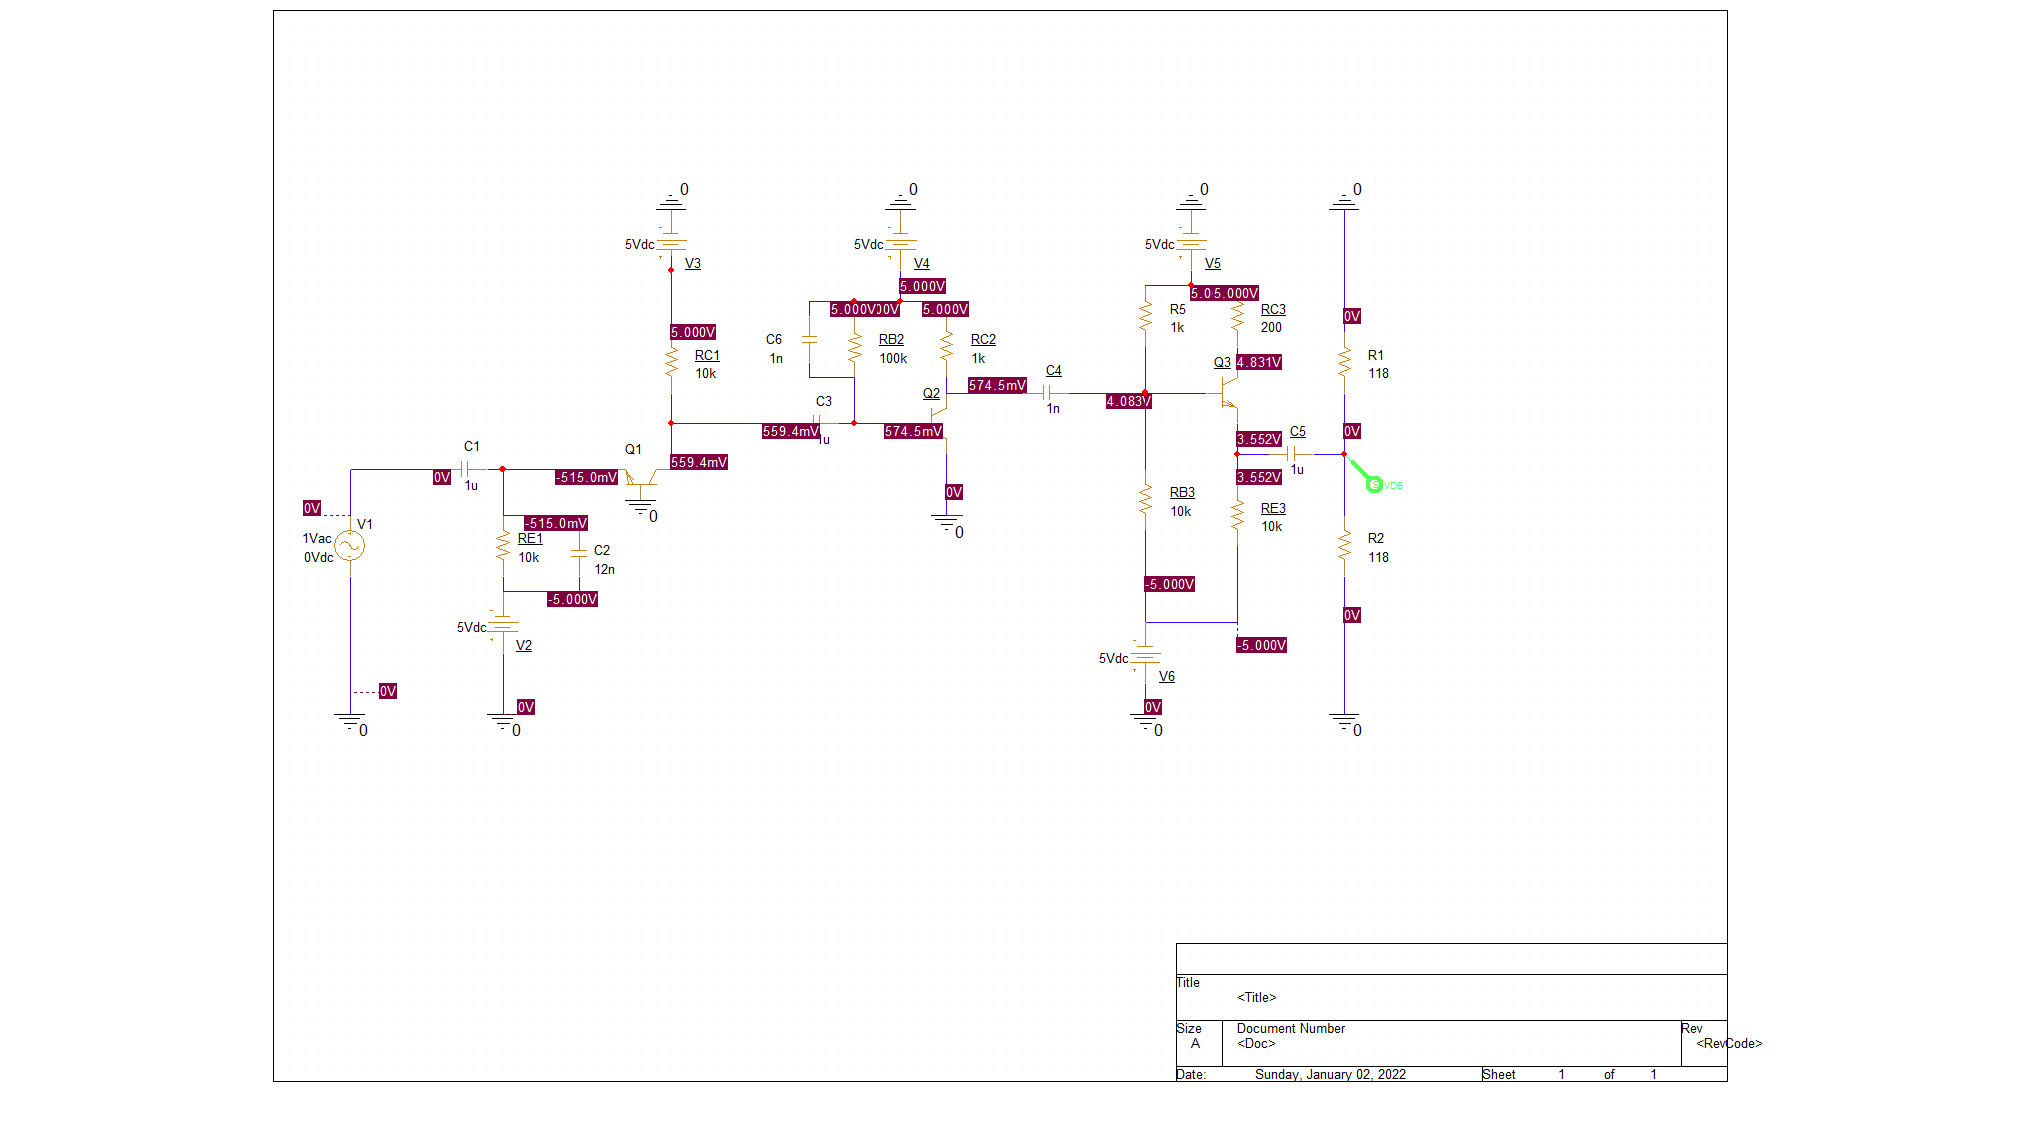 0
0
0
0
5Vdc
V3
5Vdc
V4
5Vdc
V5
5.000V
5.000V
5.000V
5.000V
R5
1k
RC3
200
0V
5.000V
RC1
10k
C6
1n
RB2
100k
RC2
1k
Q3
4.831V
R1
118
C4
1n
574.5mV
Q2
4.083V
C3
1u
559.4mV
574.5mV
3.552V
C5
1u
0V
C1
1u
0V
-515.0mV
Q1
559.4mV
3.552V
VDB
0V
V1
1Vac
0Vdc
-515.0mV
RE1
10k
C2
12n
0
0V
0
RB3
10k
RE3
10k
R2
118
-5.000V
-5.000V
5Vdc
V2
-5.000V
0V
5Vdc
V6
0V
0V
0V
0
0
0
0
Title
<Title>
Size
A
Document Number
<Doc>
Rev
<RevCode>
Date:
Sunday, January 02, 2022
Sheet
1
of
1